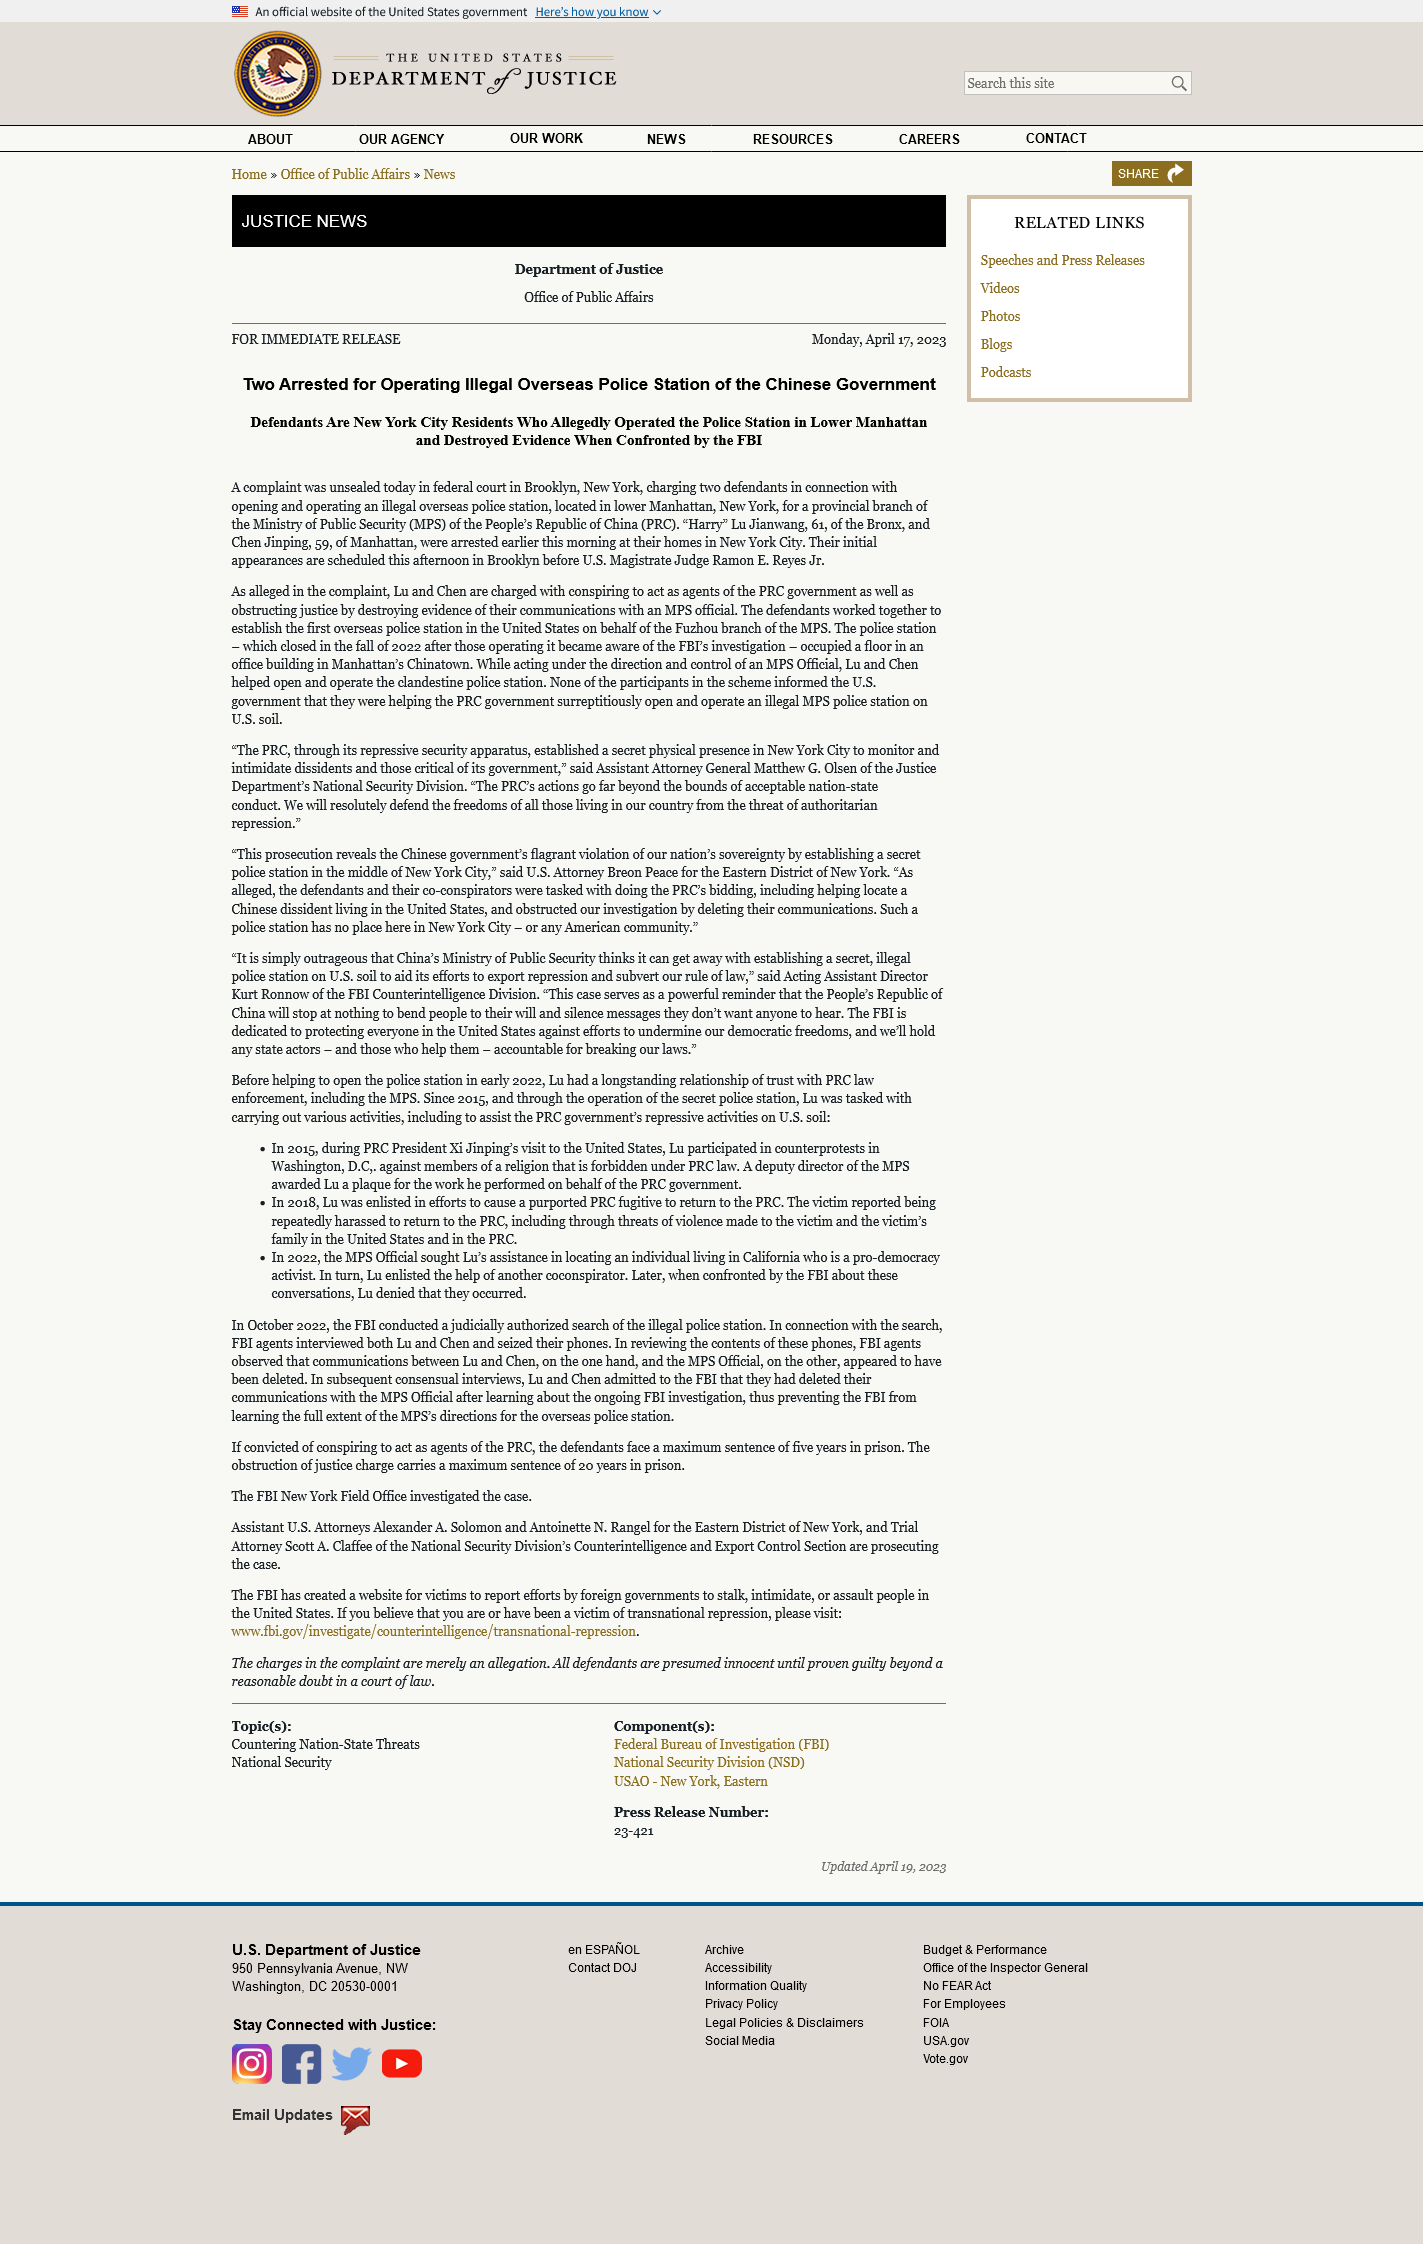 An official website of the United States government Here's how you know
THE UNITED STATES
DEPARTMENT of JUSTICE
Search this site
ABOUT OUR AGENCY OUR WORK NEWS RESOURCES CAREERS CONTACT
Home » Office of Public Affairs » News
SHARE
JUSTICE NEWS
Department of Justice
Office of Public Affairs
FOR IMMEDIATE RELEASE Monday, April 17, 2023
Two Arrested for Operating Illegal Overseas Police Station of the Chinese Government
Defendants Are New York City Residents Who Allegedly Operated the Police Station in Lower Manhattan
and Destroyed Evidence When Confronted by the FBI
A complaint was unsealed today in federal court in Brooklyn, New York, charging two defendants in connection with
opening and operating an illegal overseas police station, located in lower Manhattan, New York, for a provincial branch of
the Ministry of Public Security (MPS) of the People’s Republic of China (PRC). “Harry” Lu Jianwang, 61, of the Bronx, and
Chen Jinping, 59, of Manhattan, were arrested earlier this morning at their homes in New York City. Their initial
appearances are scheduled this afternoon in Brooklyn before U.S. Magistrate Judge Ramon E. Reyes Jr.
As alleged in the complaint, Lu and Chen are charged with conspiring to act as agents of the PRC government as well as
obstructing justice by destroying evidence of their communications with an MPS official. The defendants worked together to
establish the first overseas police station in the United States on behalf of the Fuzhou branch of the MPS. The police station
– which closed in the fall of 2022 after those operating it became aware of the FBI’s investigation – occupied a floor in an
office building in Manhattan’s Chinatown. While acting under the direction and control of an MPS Official, Lu and Chen
helped open and operate the clandestine police station. None of the participants in the scheme informed the U.S.
government that they were helping the PRC government surreptitiously open and operate an illegal MPS police station on
U.S. soil.
“The PRC, through its repressive security apparatus, established a secret physical presence in New York City to monitor and
intimidate dissidents and those critical of its government,” said Assistant Attorney General Matthew G. Olsen of the Justice
Department’s National Security Division. “The PRC’s actions go far beyond the bounds of acceptable nation-state
conduct. We will resolutely defend the freedoms of all those living in our country from the threat of authoritarian
repression.”
“This prosecution reveals the Chinese government’s flagrant violation of our nation’s sovereignty by establishing a secret
police station in the middle of New York City,” said U.S. Attorney Breon Peace for the Eastern District of New York. “As
alleged, the defendants and their co-conspirators were tasked with doing the PRC’s bidding, including helping locate a
Chinese dissident living in the United States, and obstructed our investigation by deleting their communications. Such a
police station has no place here in New York City – or any American community.”
“It is simply outrageous that China’s Ministry of Public Security thinks it can get away with establishing a secret, illegal
police station on U.S. soil to aid its efforts to export repression and subvert our rule of law,” said Acting Assistant Director
Kurt Ronnow of the FBI Counterintelligence Division. “This case serves as a powerful reminder that the People’s Republic of
China will stop at nothing to bend people to their will and silence messages they don’t want anyone to hear. The FBI is
dedicated to protecting everyone in the United States against efforts to undermine our democratic freedoms, and we’ll hold
any state actors – and those who help them – accountable for breaking our laws.”
Before helping to open the police station in early 2022, Lu had a longstanding relationship of trust with PRC law
enforcement, including the MPS. Since 2015, and through the operation of the secret police station, Lu was tasked with
carrying out various activities, including to assist the PRC government’s repressive activities on U.S. soil:
• In 2015, during PRC President Xi Jinping’s visit to the United States, Lu participated in counterprotests in
Washington, D.C,. against members of a religion that is forbidden under PRC law. A deputy director of the MPS
awarded Lu a plaque for the work he performed on behalf of the PRC government.
• In 2018, Lu was enlisted in efforts to cause a purported PRC fugitive to return to the PRC. The victim reported being
repeatedly harassed to return to the PRC, including through threats of violence made to the victim and the victim’s
family in the United States and in the PRC.
• In 2022, the MPS Official sought Lu’s assistance in locating an individual living in California who is a pro-democracy
activist. In turn, Lu enlisted the help of another coconspirator. Later, when confronted by the FBI about these
conversations, Lu denied that they occurred.
In October 2022, the FBI conducted a judicially authorized search of the illegal police station. In connection with the search,
FBI agents interviewed both Lu and Chen and seized their phones. In reviewing the contents of these phones, FBI agents
observed that communications between Lu and Chen, on the one hand, and the MPS Official, on the other, appeared to have
been deleted. In subsequent consensual interviews, Lu and Chen admitted to the FBI that they had deleted their
communications with the MPS Official after learning about the ongoing FBI investigation, thus preventing the FBI from
learning the full extent of the MPS’s directions for the overseas police station.
If convicted of conspiring to act as agents of the PRC, the defendants face a maximum sentence of five years in prison. The
obstruction of justice charge carries a maximum sentence of 20 years in prison.
The FBI New York Field Office investigated the case.
Assistant U.S. Attorneys Alexander A. Solomon and Antoinette N. Rangel for the Eastern District of New York, and Trial
Attorney Scott A. Claffee of the National Security Division’s Counterintelligence and Export Control Section are prosecuting
the case.
The FBI has created a website for victims to report efforts by foreign governments to stalk, intimidate, or assault people in
the United States. If you believe that you are or have been a victim of transnational repression, please visit:
www.fbi.gov/investigate/counterintelligence/transnational-repression.
The charges in the complaint are merely an allegation. All defendants are presumed innocent until proven guilty beyond a
reasonable doubt in a court of law.
Topic(s):
Countering Nation-State Threats
National Security
Component(s):
Federal Bureau of Investigation (FBI)
National Security Division (NSD)
USAO - New York, Eastern
Press Release Number:
23-421
Updated April 19, 2023
RELATED LINKS
Speeches and Press Releases
Videos
Photos
Blogs
Podcasts
U.S. Department of Justice
950 Pennsylvania Avenue, NW
Washington, DC 20530-0001
Stay Connected with Justice:
Email Updates
en ESPAÑOL
Contact DOJ
Archive
Accessibility
Information Quality
Privacy Policy
Legal Policies & Disclaimers
Social Media
Budget & Performance
Office of the Inspector General
No FEAR Act
For Employees
FOIA
USA.gov
Vote.gov